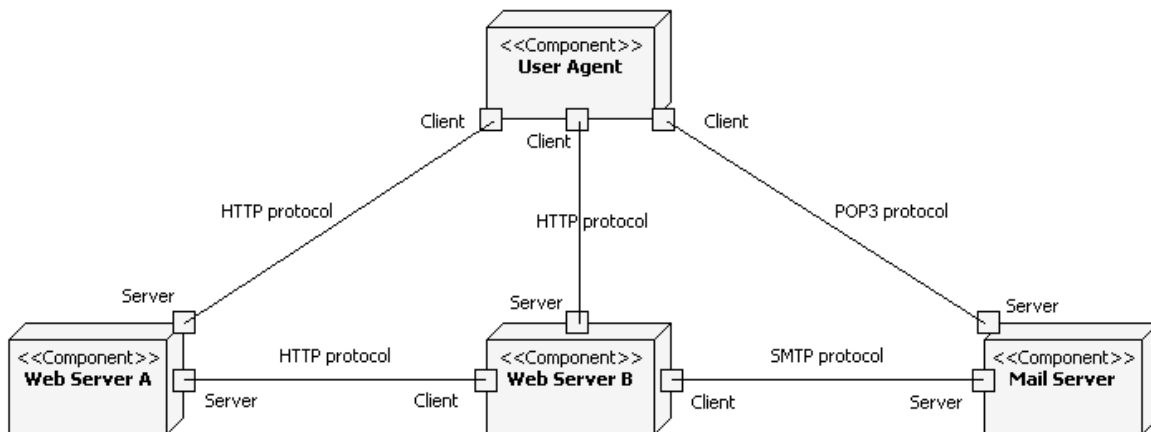 <<Component>>
User Agent
Client
Client
Client
HTTP protocol
HTTP protocol
POP3 protocol
Server
Server
Server
<<Component>>
Web Server A
HTTP protocol
<<Component>>
Web Server B
SMTP protocol
<<Component>>
Mail Server
Server
Client
Client
Server